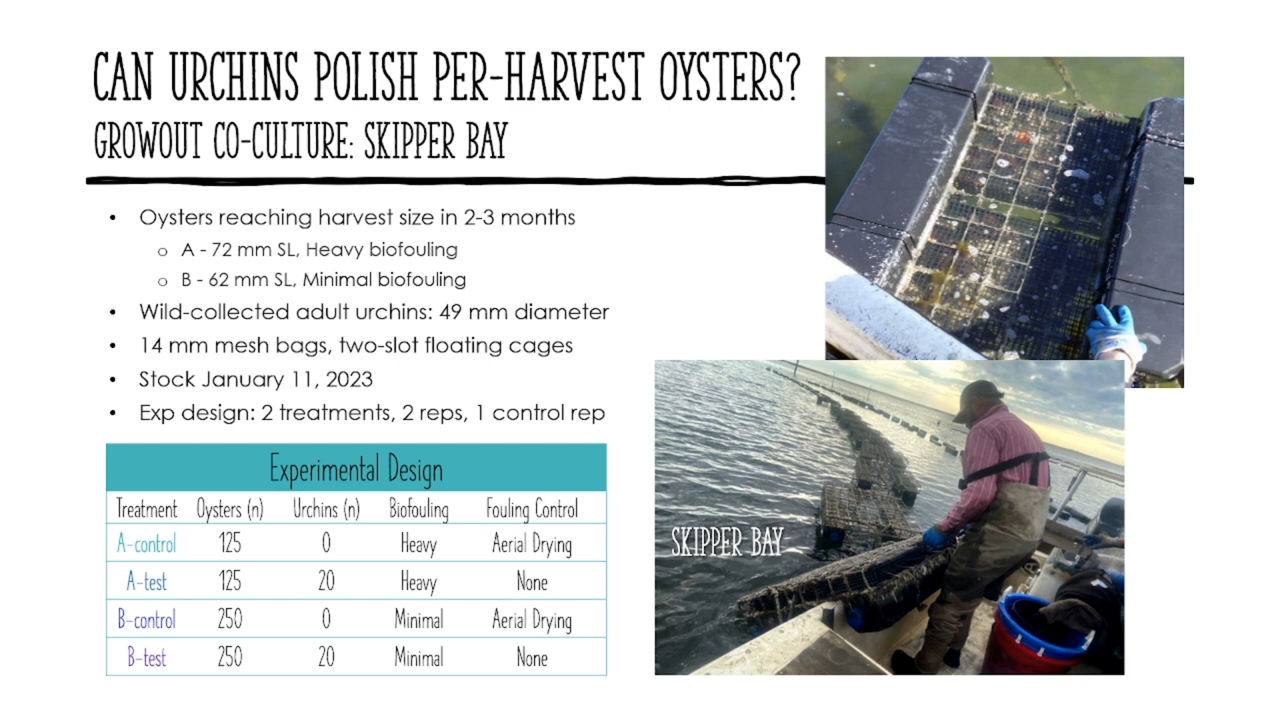 CAN URCHINS POLISH PER-HARVEST OYSTERS?
GROWOUT CO-CULTURE: SKIPPER BAY
• Oysters reaching harvest size in 2-3 months
o A - 72 mm SL, Heavy biofouling
o B - 62 mm SL, Minimal biofouling
• Wild-collected adult urchins: 49 mm diameter
• 14 mm mesh bags, two-slot floating cages
• Stock January 11, 2023
• Exp design: 2 treatments, 2 reps, 1 control rep
Experimental Design
Treatment Oysters (n) Urchins (n) Biofouling Fouling Control
A-control 125 0 Heavy Aerial Drying
A-test 125 20 Heavy None
B-control 250 0 Minimal Aerial Drying
B-test 250 20 Minimal None
SKIPPER BAY